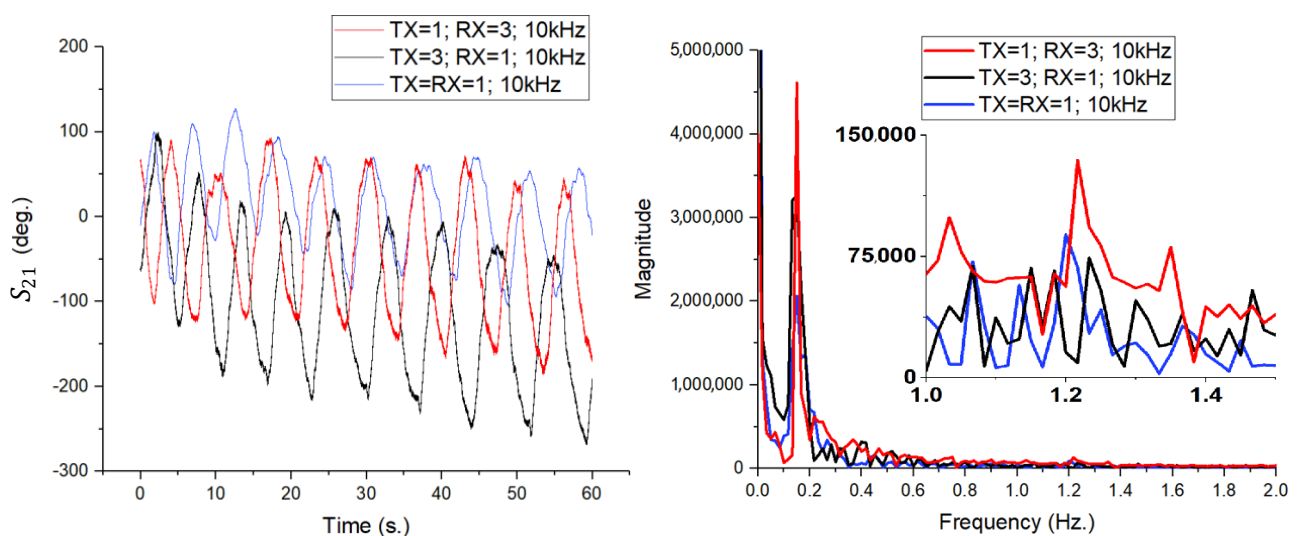 TX=1; RX=3; 10kHz
TX=3; RX=1; 10kHz
TX=RX=1; 10kHz
200
100
0
-100
-200
-300
S21 (deg.)
0 10 20 30 40 50 60
Time (s.)
TX=1; RX=3; 10kHz
TX=3; RX=1; 10kHz
TX=RX=1; 10kHz
5,000,000
4,000,000
3,000,000
2,000,000
1,000,000
0
Magnitude
150,000
75,000
0
1.0 1.2 1.4
0.0 0.2 0.4 0.6 0.8 1.0 1.2 1.4 1.6 1.8 2.0
Frequency (Hz.)